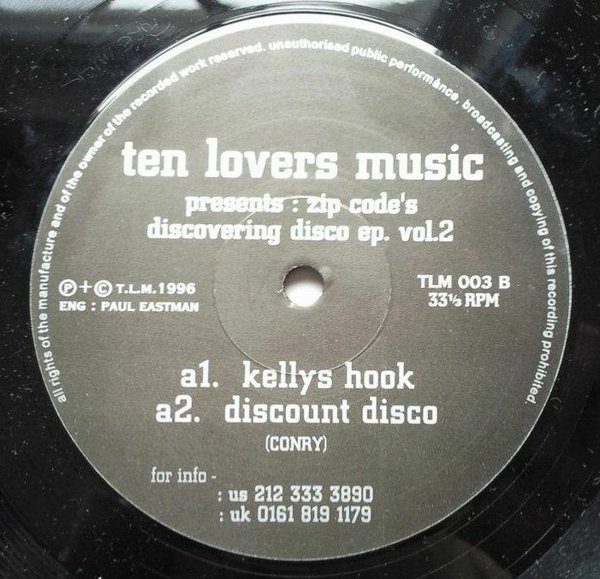 all rights of the manufacture and of the owner of the recorded work reserved. unauthorised public performance, broadcasting and copying of this recording prohibited.
ten lovers music
presents : zip code's
discovering disco ep. vol.2
Ⓟ+© T.L.M. 1996
ENG : PAUL EASTMAN
TLM 003 B
33⅓ RPM
a1. kellys hook
a2. discount disco
(CONRY)
for info -
: us 212 333 3890
: uk 0161 819 1179